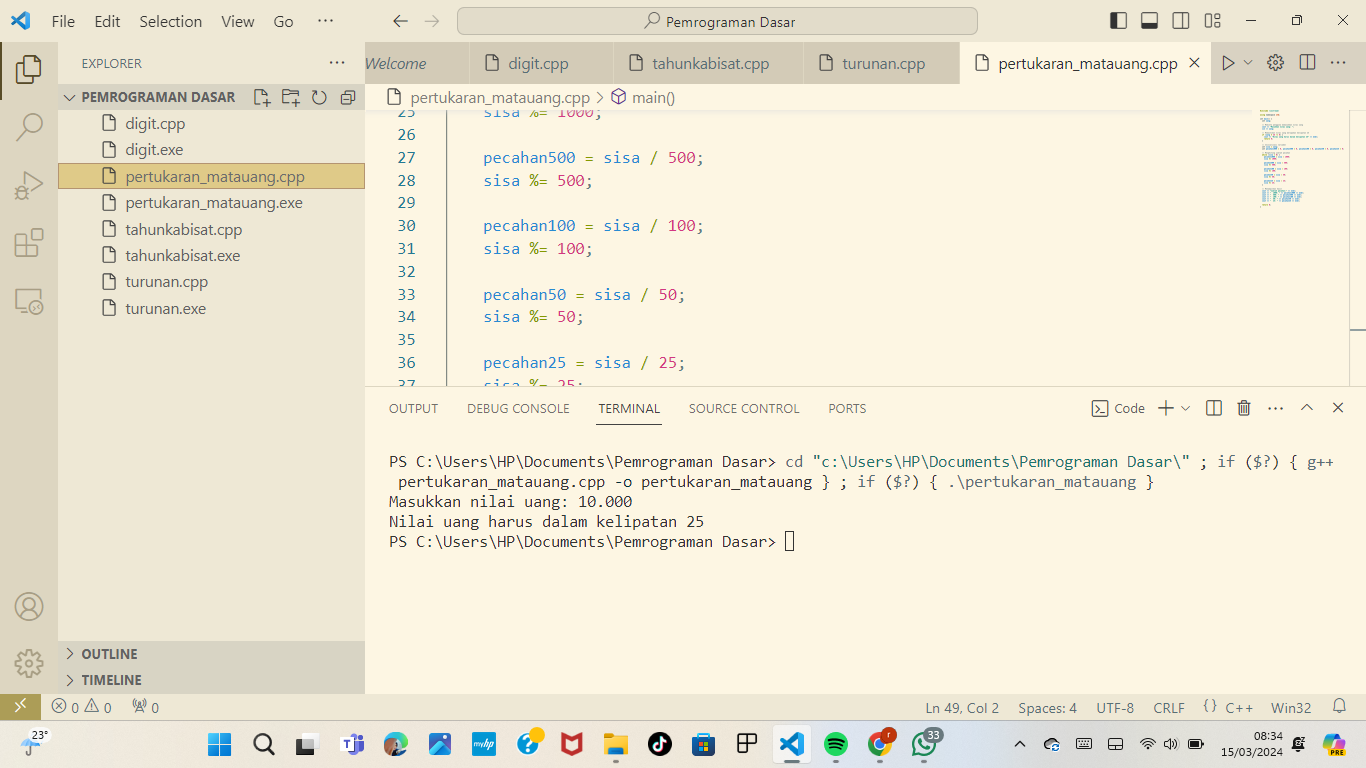 File Edit Selection View Go ···
Pemrograman Dasar
EXPLORER
Welcome
digit.cpp
tahunkabisat.cpp
turunan.cpp
pertukaran_matauang.cpp
PEMROGRAMAN DASAR
digit.cpp
digit.exe
pertukaran_matauang.cpp
pertukaran_matauang.exe
tahunkabisat.cpp
tahunkabisat.exe
turunan.cpp
turunan.exe
pertukaran_matauang.cpp > main()
25 sisa %= 1000;
26
27 pecahan500 = sisa / 500;
28 sisa %= 500;
29
30 pecahan100 = sisa / 100;
31 sisa %= 100;
32
33 pecahan50 = sisa / 50;
34 sisa %= 50;
35
36 pecahan25 = sisa / 25;
37 sisa %= 25;
OUTPUT DEBUG CONSOLE TERMINAL SOURCE CONTROL PORTS
Code
PS C:\Users\HP\Documents\Pemrograman Dasar> cd "c:\Users\HP\Documents\Pemrograman Dasar\" ; if ($?) { g++
pertukaran_matauang.cpp -o pertukaran_matauang } ; if ($?) { .\pertukaran_matauang }
Masukkan nilai uang: 10.000
Nilai uang harus dalam kelipatan 25
PS C:\Users\HP\Documents\Pemrograman Dasar>
OUTLINE
TIMELINE
0 0 0
Ln 49, Col 2 Spaces: 4 UTF-8 CRLF {} C++ Win32
23°
myhp
r
33
08:34
15/03/2024
PRE